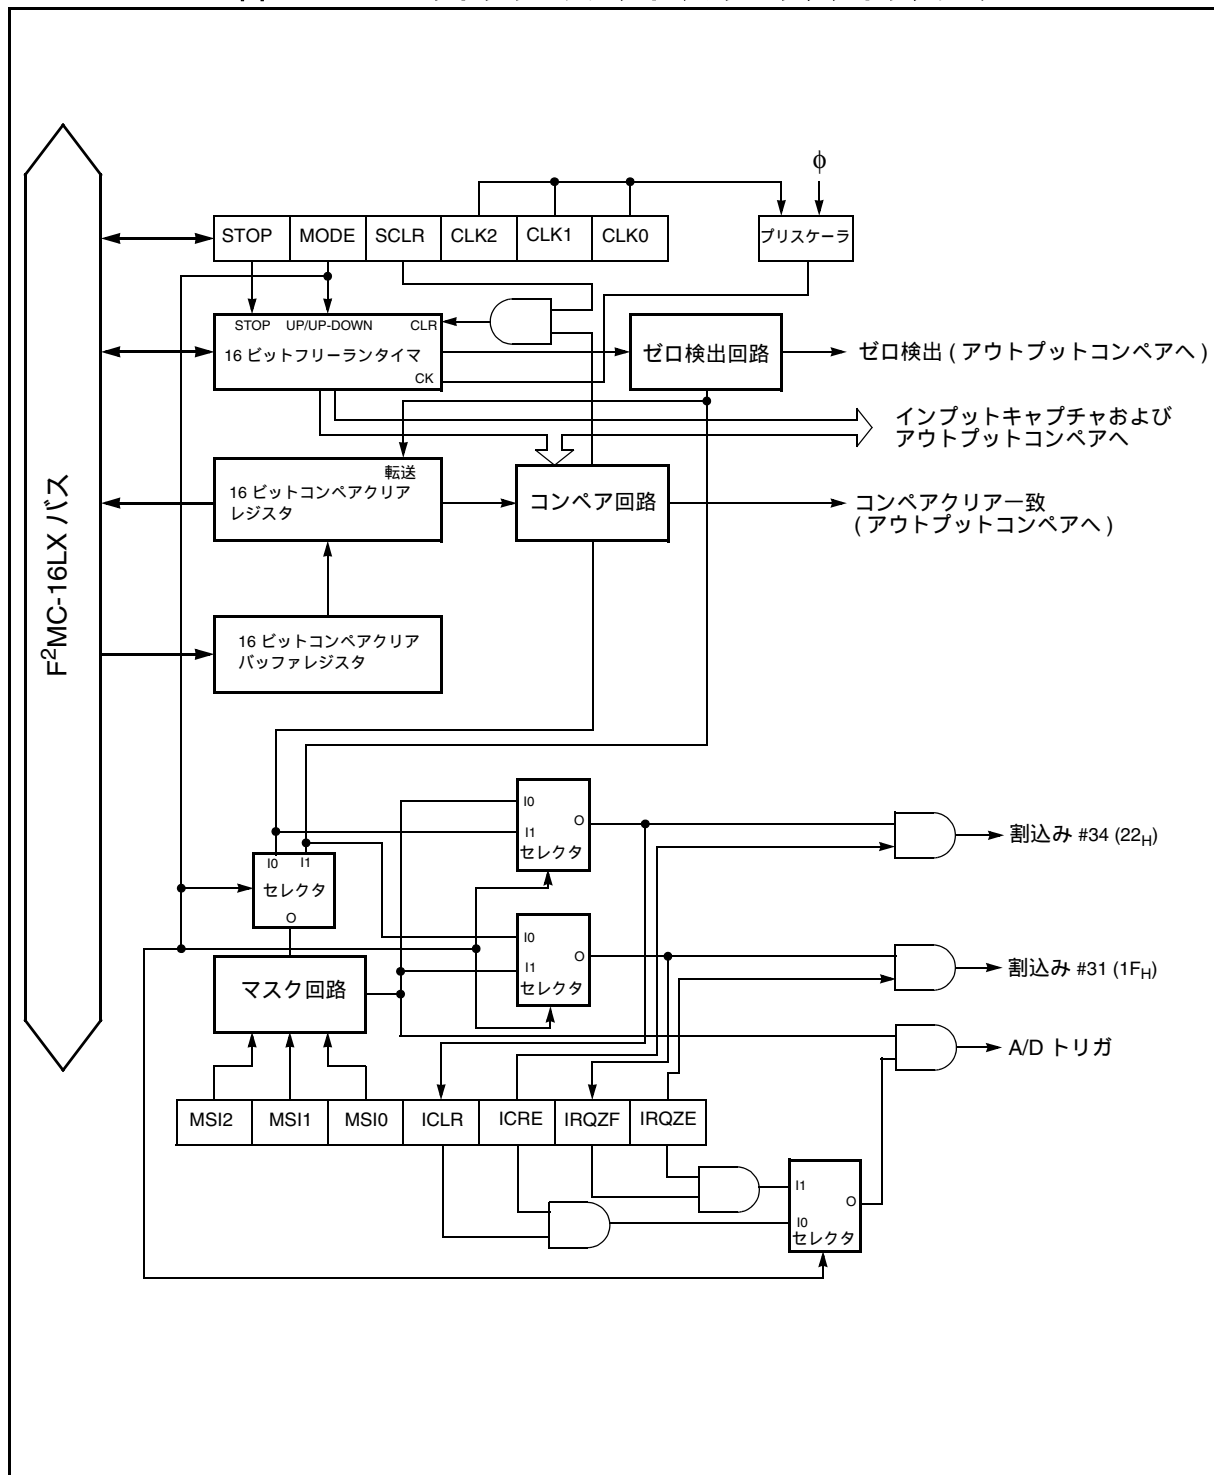 φ
STOP MODE SCLR CLK2 CLK1 CLK0
プリスケーラ
STOP UP/UP-DOWN CLR
16 ビットフリーランタイマ
CK
ゼロ検出回路
ゼロ検出 ( アウトプットコンペアへ )
インプットキャプチャおよび
アウトプットコンペアへ
転送
16 ビットコンペアクリア
レジスタ
コンペア回路
コンペアクリア一致
( アウトプットコンペアへ )
F²MC-16LX バス
16 ビットコンペアクリア
バッファレジスタ
I0
O
I1
セレクタ
割込み #34 (22H)
I0 I1
セレクタ
O
I0
O
I1
セレクタ
割込み #31 (1FH)
マスク回路
A/D トリガ
MSI2 MSI1 MSI0 ICLR ICRE IRQZF IRQZE
I1
O
I0
セレクタ